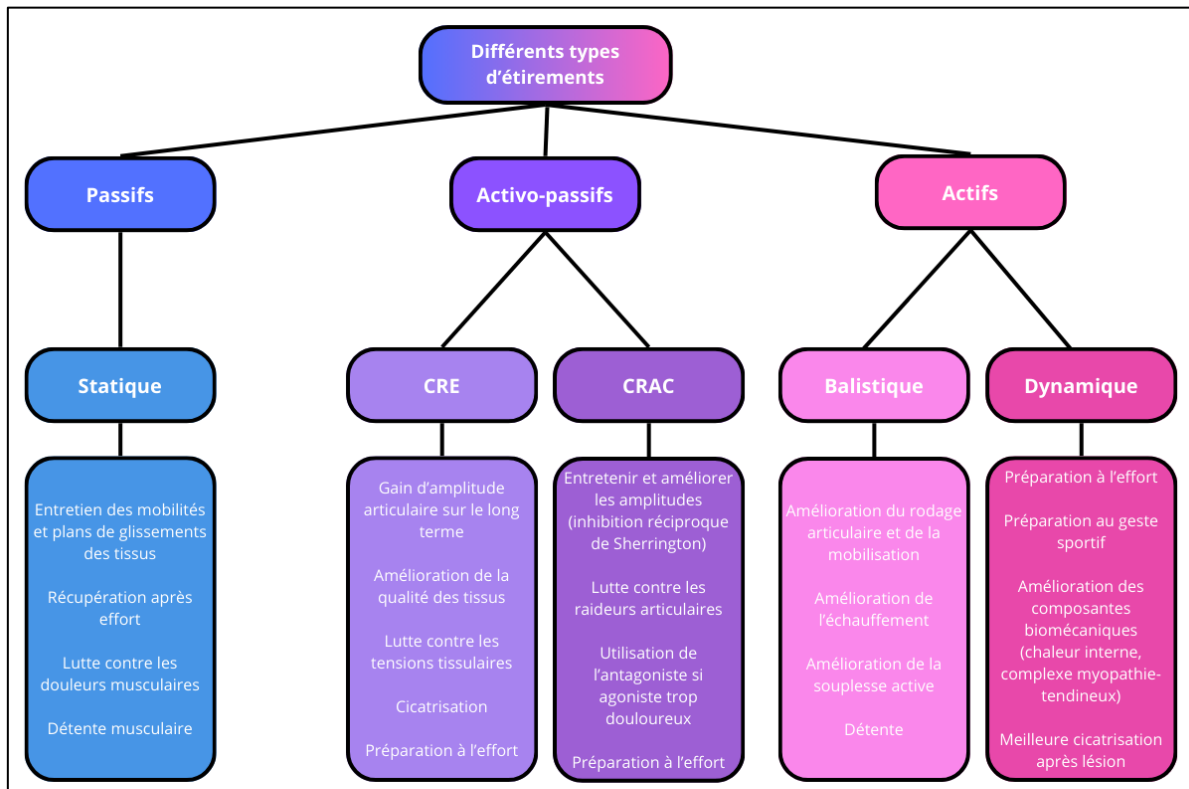 Différents types
d'étirements
Passifs
Activo-passifs
Actifs
Statique
CRE
CRAC
Balistique
Dynamique
Entretien des mobilités
et plans de glissements
des tissus
Récupération après
effort
Lutte contre les
douleurs musculaires
Détente musculaire
Gain d'amplitude
articulaire sur le long
terme
Amélioration de la
qualité des tissus
Lutte contre les
tensions tissulaires
Cicatrisation
Préparation à l'effort
Entretenir et améliorer
les amplitudes
(inhibition réciproque
de Sherrington)
Lutte contre les
raideurs articulaires
Utilisation de
l'antagoniste si
agoniste trop
douloureux
Préparation à l'effort
Amélioration du rodage
articulaire et de la
mobilisation
Amélioration de
l'échauffement
Amélioration de la
souplesse active
Détente
Préparation à l'effort
Préparation au geste
sportif
Amélioration des
composantes
biomécaniques
(chaleur interne,
complexe myopathie-
tendineux)
Meilleure cicatrisation
après lésion